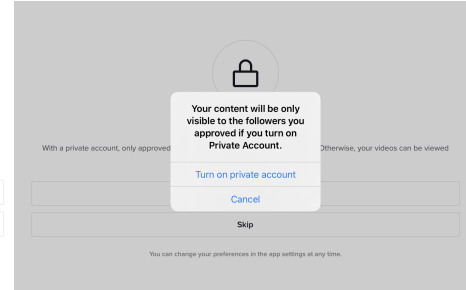 Your content will be only
visible to the followers you
approved if you turn on
Private Account.
With a private account, only approved
Otherwise, your videos can be viewed
Turn on private account
Cancel
Skip
You can change your preferences in the app settings at any time.